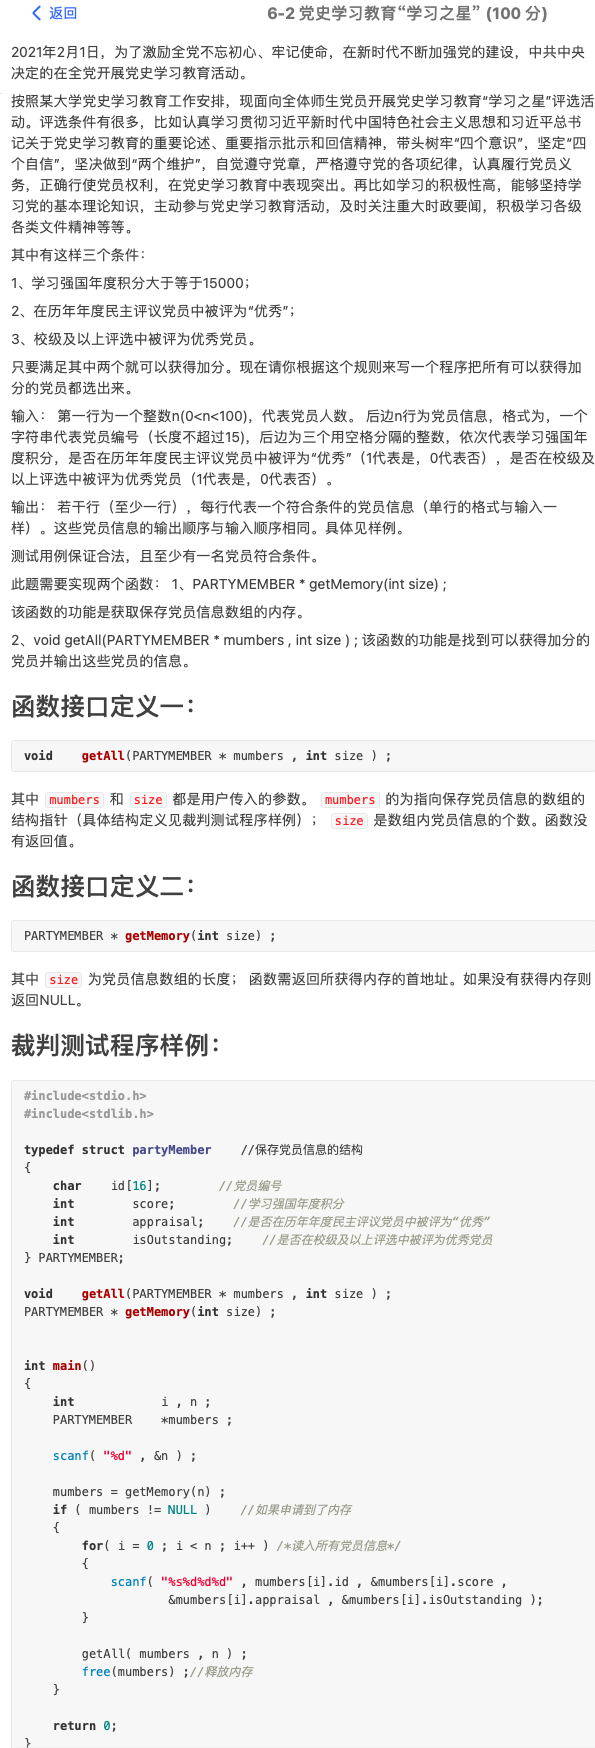 返回
6-2 党史学习教育“学习之星” (100 分)
2021年2月1日，为了激励全党不忘初心、牢记使命，在新时代不断加强党的建设，中共中央
决定的在全党开展党史学习教育活动。
按照某大学党史学习教育工作安排，现面向全体师生党员开展党史学习教育“学习之星”评选活
动。评选条件有很多，比如认真学习贯彻习近平新时代中国特色社会主义思想和习近平总书
记关于党史学习教育的重要论述、重要指示批示和回信精神，带头树牢“四个意识”，坚定“四
个自信”，坚决做到“两个维护”，自觉遵守党章，严格遵守党的各项纪律，认真履行党员义
务，正确行使党员权利，在党史学习教育中表现突出。再比如学习的积极性高，能够坚持学
习党的基本理论知识，主动参与党史学习教育活动，及时关注重大时政要闻，积极学习各级
各类文件精神等等。
其中有这样三个条件：
1、学习强国年度积分大于等于15000；
2、在历年年度民主评议党员中被评为“优秀”；
3、校级及以上评选中被评为优秀党员。
只要满足其中两个就可以获得加分。现在请你根据这个规则来写一个程序把所有可以获得加
分的党员都选出来。
输入： 第一行为一个整数n(0<n<100)，代表党员人数。 后边n行为党员信息，格式为，一个
字符串代表党员编号（长度不超过15)，后边为三个用空格分隔的整数，依次代表学习强国年
度积分，是否在历年年度民主评议党员中被评为“优秀”（1代表是，0代表否），是否在校级及
以上评选中被评为优秀党员（1代表是，0代表否）。
输出： 若干行（至少一行），每行代表一个符合条件的党员信息（单行的格式与输入一
样）。这些党员信息的输出顺序与输入顺序相同。具体见样例。
测试用例保证合法，且至少有一名党员符合条件。
此题需要实现两个函数： 1、PARTYMEMBER * getMemory(int size) ;
该函数的功能是获取保存党员信息数组的内存。
2、void getAll(PARTYMEMBER * mumbers , int size ) ; 该函数的功能是找到可以获得加分的
党员并输出这些党员的信息。
函数接口定义一：
void    getAll(PARTYMEMBER * mumbers , int size ) ;
其中 mumbers 和 size 都是用户传入的参数。 mumbers 的为指向保存党员信息的数组的
结构指针（具体结构定义见裁判测试程序样例）； size 是数组内党员信息的个数。函数没
有返回值。
函数接口定义二：
PARTYMEMBER * getMemory(int size) ;
其中 size 为党员信息数组的长度； 函数需返回所获得内存的首地址。如果没有获得内存则
返回NULL。
裁判测试程序样例：
#include<stdio.h>
#include<stdlib.h>
typedef struct partyMember    //保存党员信息的结构
{
    char    id[16];        //党员编号
    int        score;        //学习强国年度积分
    int        appraisal;    //是否在历年年度民主评议党员中被评为“优秀”
    int        isOutstanding;    //是否在校级及以上评选中被评为优秀党员
} PARTYMEMBER;
void    getAll(PARTYMEMBER * mumbers , int size ) ;
PARTYMEMBER * getMemory(int size) ;
int main()
{
    int            i , n ;
    PARTYMEMBER    *mumbers ;
    scanf( "%d" , &n ) ;
    mumbers = getMemory(n) ;
    if ( mumbers != NULL )    //如果申请到了内存
    {
        for( i = 0 ; i < n ; i++ ) /*读入所有党员信息*/
        {
            scanf( "%s%d%d%d" , mumbers[i].id , &mumbers[i].score ,
                    &mumbers[i].appraisal , &mumbers[i].isOutstanding );
        }
        getAll( mumbers , n ) ;
        free(mumbers) ;//释放内存
    }
    return 0;
}